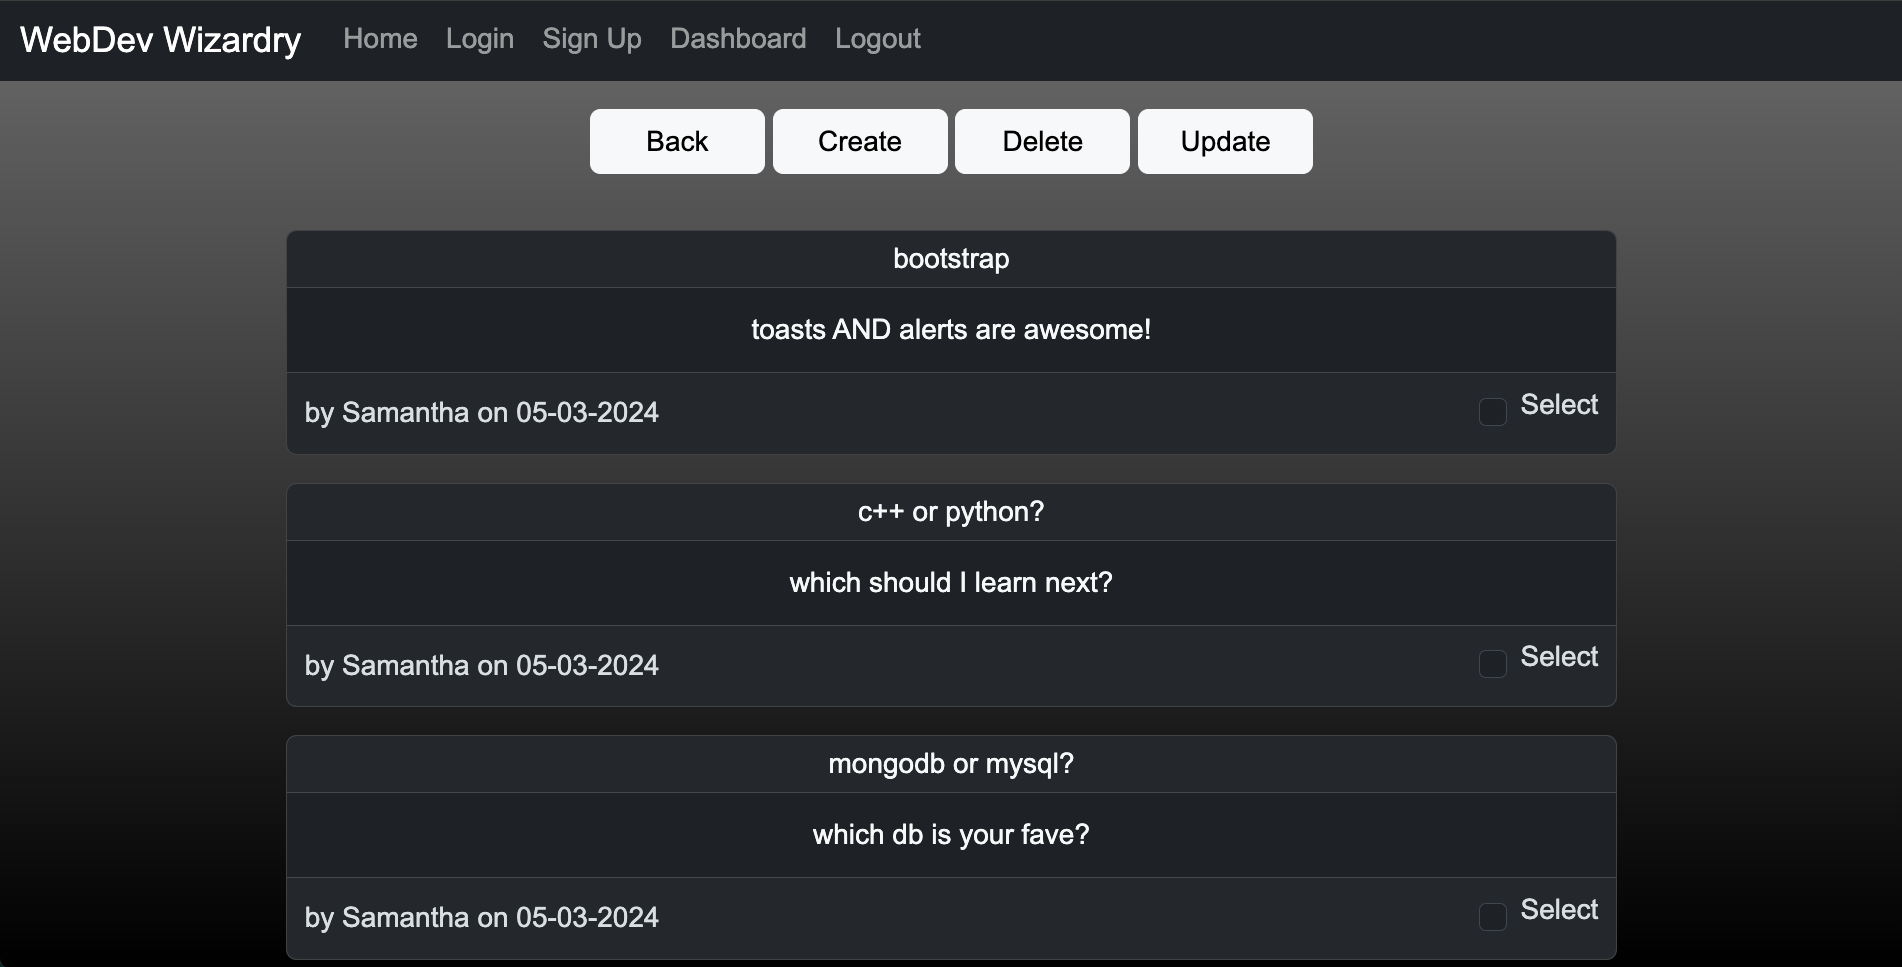 WebDev Wizardry Home Login Sign Up Dashboard Logout
Back Create Delete Update
bootstrap
toasts AND alerts are awesome!
by Samantha on 05-03-2024 Select
c++ or python?
which should I learn next?
by Samantha on 05-03-2024 Select
mongodb or mysql?
which db is your fave?
by Samantha on 05-03-2024 Select